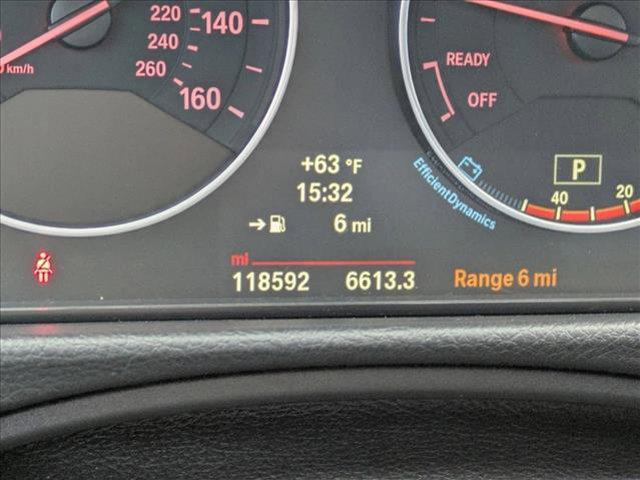 220 140
240
260
160
km/h
READY
OFF
+63 °F
15:32
6 mi
EfficientDynamics
P
40 20
mi
118592 6613.3
Range 6 mi